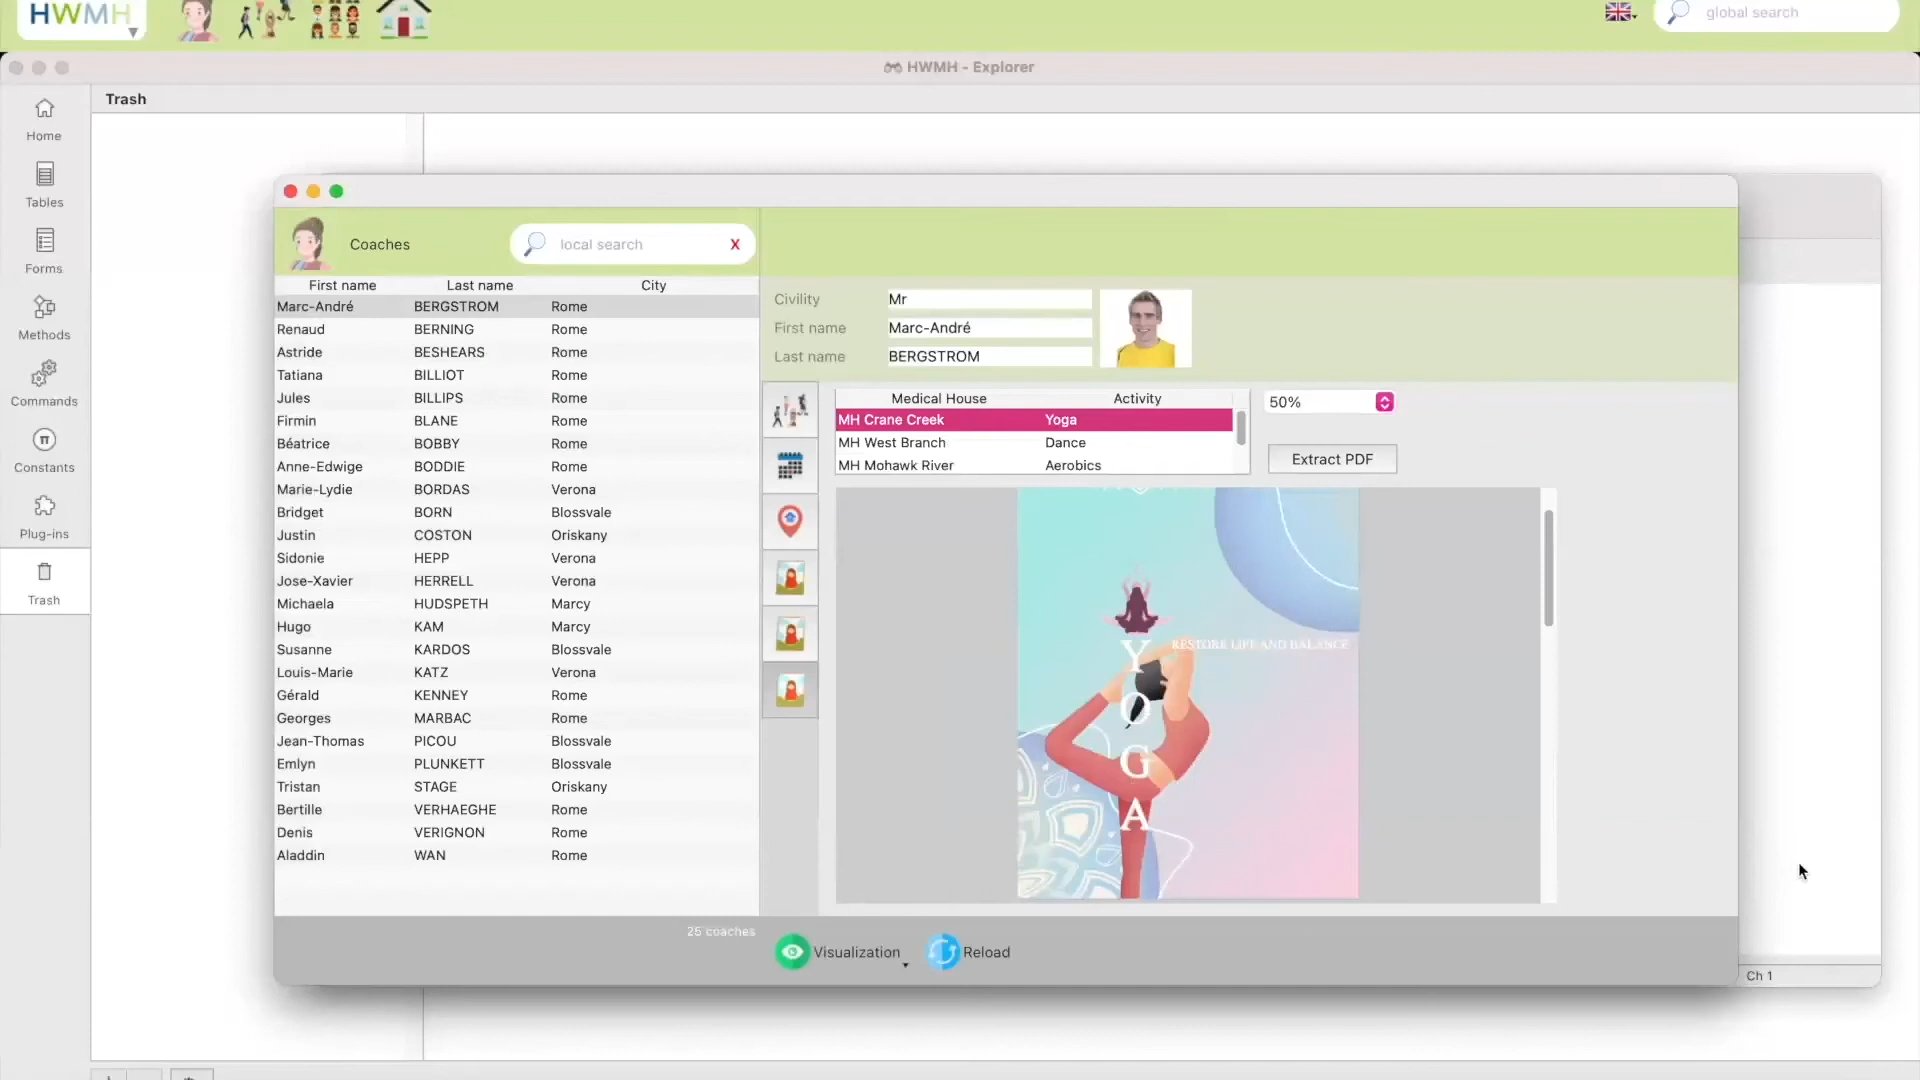 HWMH
global search
HWMH - Explorer
Trash
Home
Tables
Forms
Methods
Commands
Constants
Plug-ins
Trash
Coaches
local search
X
First name Last name City
Marc-André BERGSTROM Rome
Renaud BERNING Rome
Astride BESHEARS Rome
Tatiana BILLIOT Rome
Jules BILLIPS Rome
Firmin BLANE Rome
Béatrice BOBBY Rome
Anne-Edwige BODDIE Rome
Marie-Lydie BORDAS Verona
Bridget BORN Blossvale
Justin COSTON Oriskany
Sidonie HEPP Verona
Jose-Xavier HERRELL Verona
Michaela HUDSPETH Marcy
Hugo KAM Marcy
Susanne KARDOS Blossvale
Louis-Marie KATZ Verona
Gérald KENNEY Rome
Georges MARBAC Rome
Jean-Thomas PICOU Blossvale
Emlyn PLUNKETT Blossvale
Tristan STAGE Oriskany
Bertille VERHAEGHE Rome
Denis VERIGNON Rome
Aladdin WAN Rome
25 coaches
Civility Mr
First name Marc-André
Last name BERGSTROM
Medical House Activity
MH Crane Creek Yoga
MH West Branch Dance
MH Mohawk River Aerobics
50%
Extract PDF
RESTORE LIFE AND BALANCE
YOGA
Visualization
Reload
Ch 1